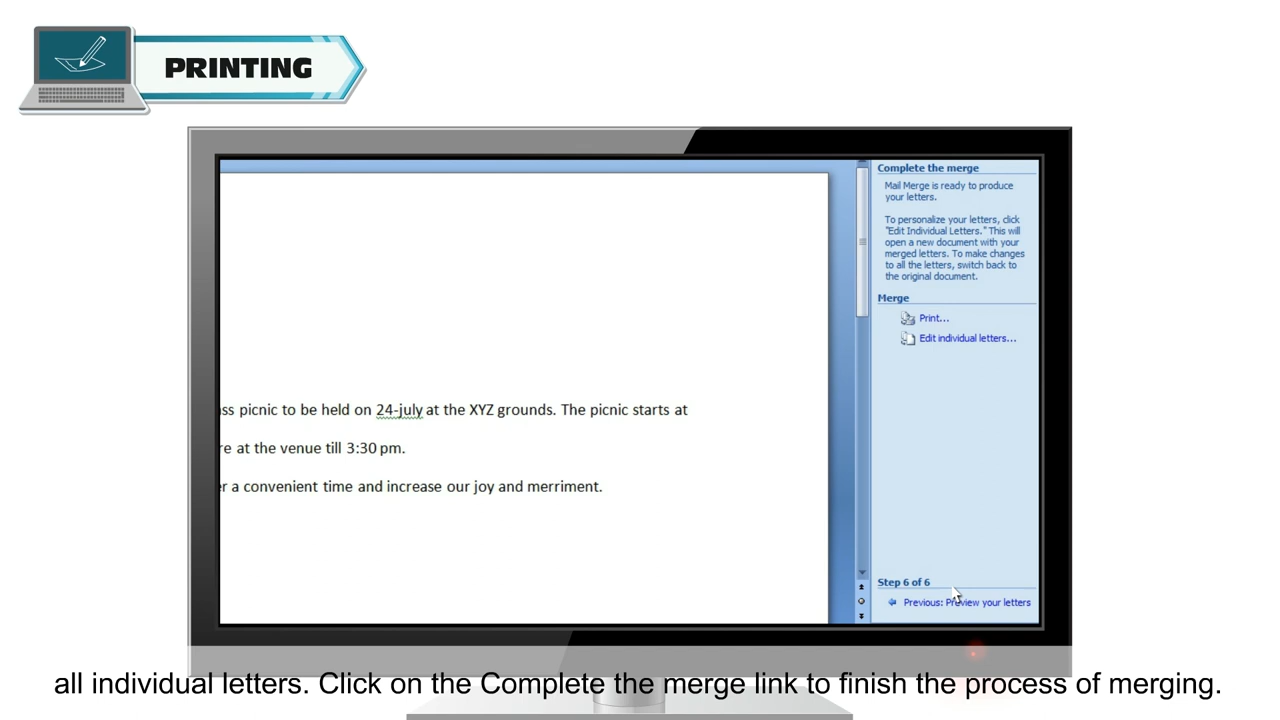 PRINTING
Complete the merge
Mail Merge is ready to produce
your letters.
To personalize your letters, click
"Edit Individual Letters." This will
open a new document with your
merged letters. To make changes
to all the letters, switch back to
the original document.
Merge
Print...
Edit individual letters...
ss picnic to be held on 24-july at the XYZ grounds. The picnic starts at
re at the venue till 3:30 pm.
er a convenient time and increase our joy and merriment.
Step 6 of 6
Previous: Preview your letters
all individual letters. Click on the Complete the merge link to finish the process of merging.